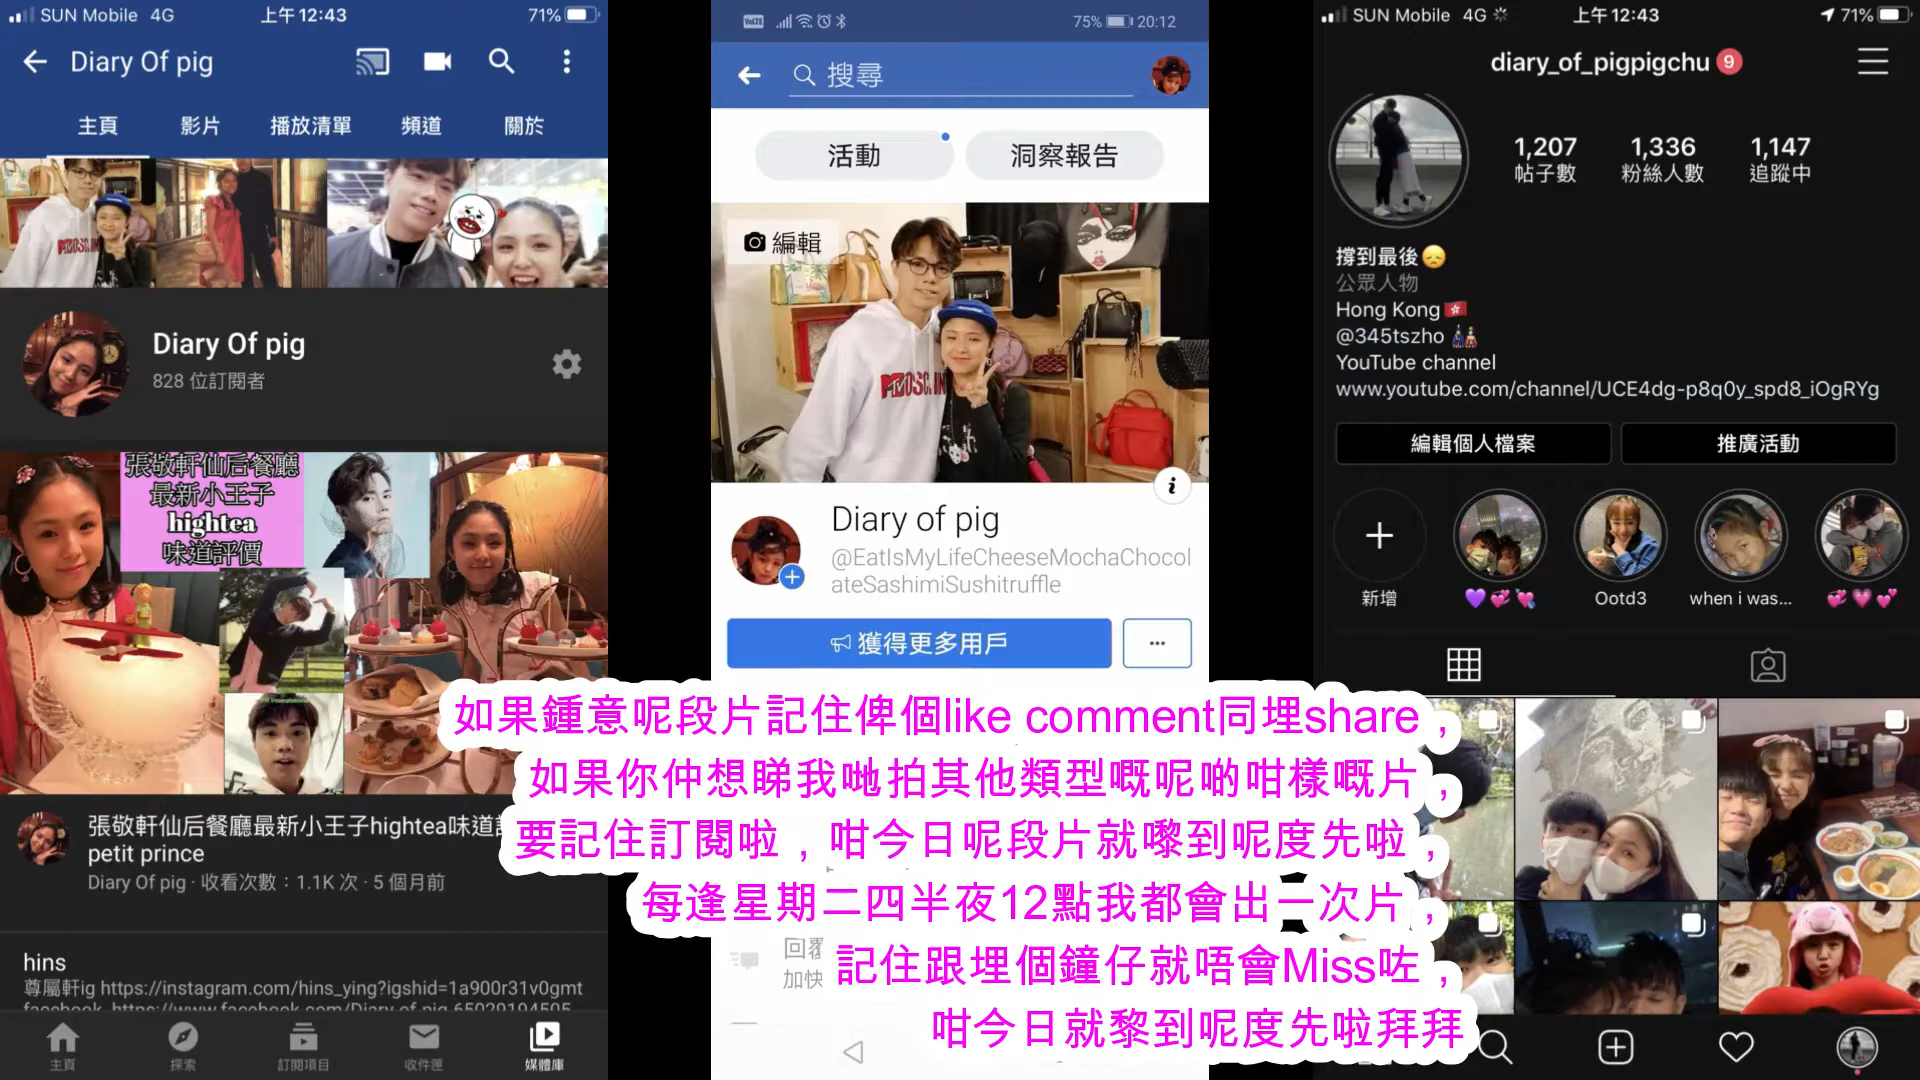 SUN Mobile 4G 上午12:43 71%
Diary Of pig
主頁 影片 播放清單 頻道 關於
Diary Of pig
828 位訂閱者
張敬軒仙后餐廳
最新小王子
hightea
味道評價
張敬軒仙后餐廳最新小王子hightea味道
petit prince
Diary Of pig · 收看次數：1.1K 次 · 5 個月前
hins
尊屬軒ig https://instagram.com/hins_ying?igshid=1a900r31v0gmt
主頁 探索 訂閱項目 收件匣 媒體庫
VoLTE 75% 20:12
搜尋
活動 洞察報告
編輯
Diary of pig
@EatIsMyLifeCheeseMochaChocol
ateSashimiSushitruffle
獲得更多用戶
回覆
加快
SUN Mobile 4G 上午12:43 71%
diary_of_pigpigchu 9
1,207 1,336 1,147
帖子數 粉絲人數 追蹤中
撐到最後
公眾人物
Hong Kong
@345tszho
YouTube channel
www.youtube.com/channel/UCE4dg-p8q0y_spd8_iOgRYg
編輯個人檔案 推廣活動
新增 Ootd3 when i was...
如果鍾意呢段片記住俾個like comment同埋share，
如果你仲想睇我哋拍其他類型嘅呢啲咁樣嘅片，
要記住訂閱啦，咁今日呢段片就嚟到呢度先啦，
每逢星期二四半夜12點我都會出一次片，
記住跟埋個鐘仔就唔會Miss咗，
咁今日就黎到呢度先啦拜拜